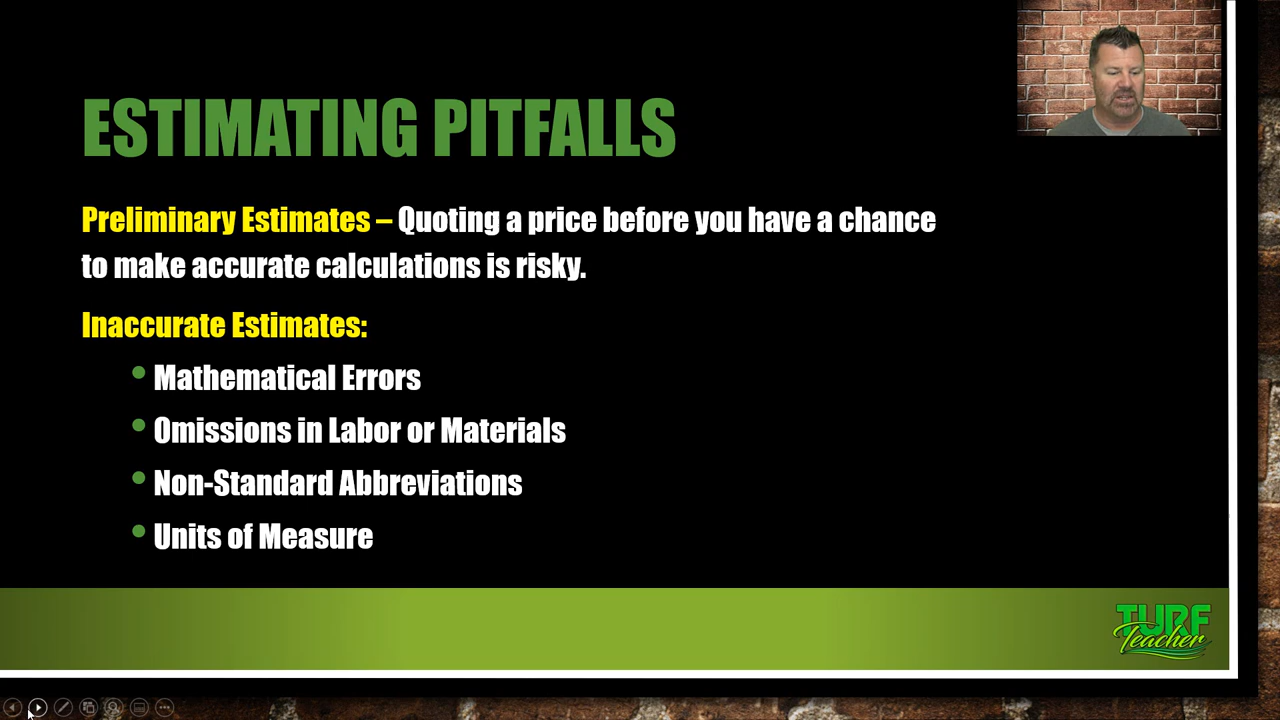 ESTIMATING PITFALLS
Preliminary Estimates – Quoting a price before you have a chance
to make accurate calculations is risky.
Inaccurate Estimates:
• Mathematical Errors
• Omissions in Labor or Materials
• Non-Standard Abbreviations
• Units of Measure
TURF
Teacher